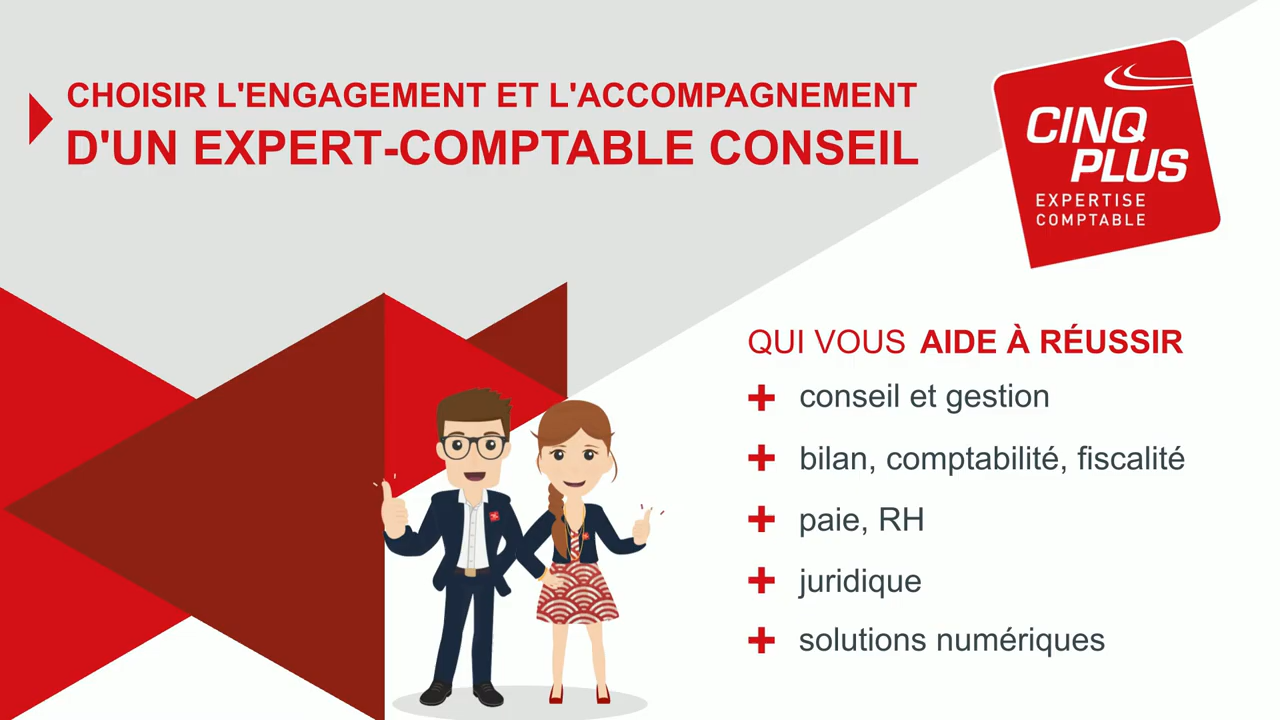 CHOISIR L'ENGAGEMENT ET L'ACCOMPAGNEMENT
D'UN EXPERT-COMPTABLE CONSEIL
CINQ
PLUS
EXPERTISE
COMPTABLE
QUI VOUS AIDE À RÉUSSIR
conseil et gestion
bilan, comptabilité, fiscalité
paie, RH
juridique
solutions numériques